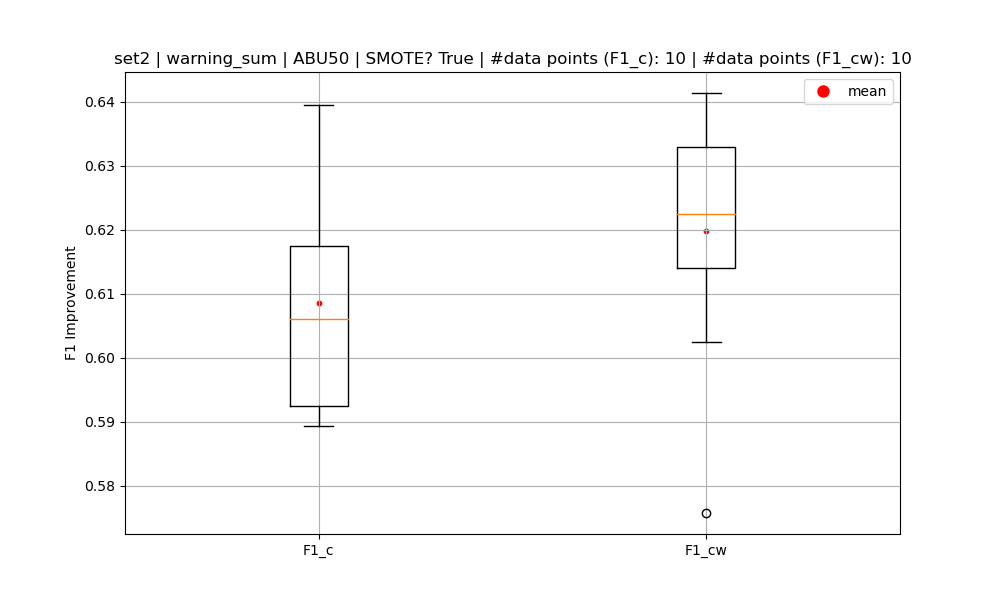 set2 | warning_sum | ABU50 | SMOTE? True | #data points (F1_c): 10 | #data points (F1_cw): 10
mean
0.64
0.63
0.62
0.61
0.60
0.59
0.58
F1 Improvement
F1_c
F1_cw